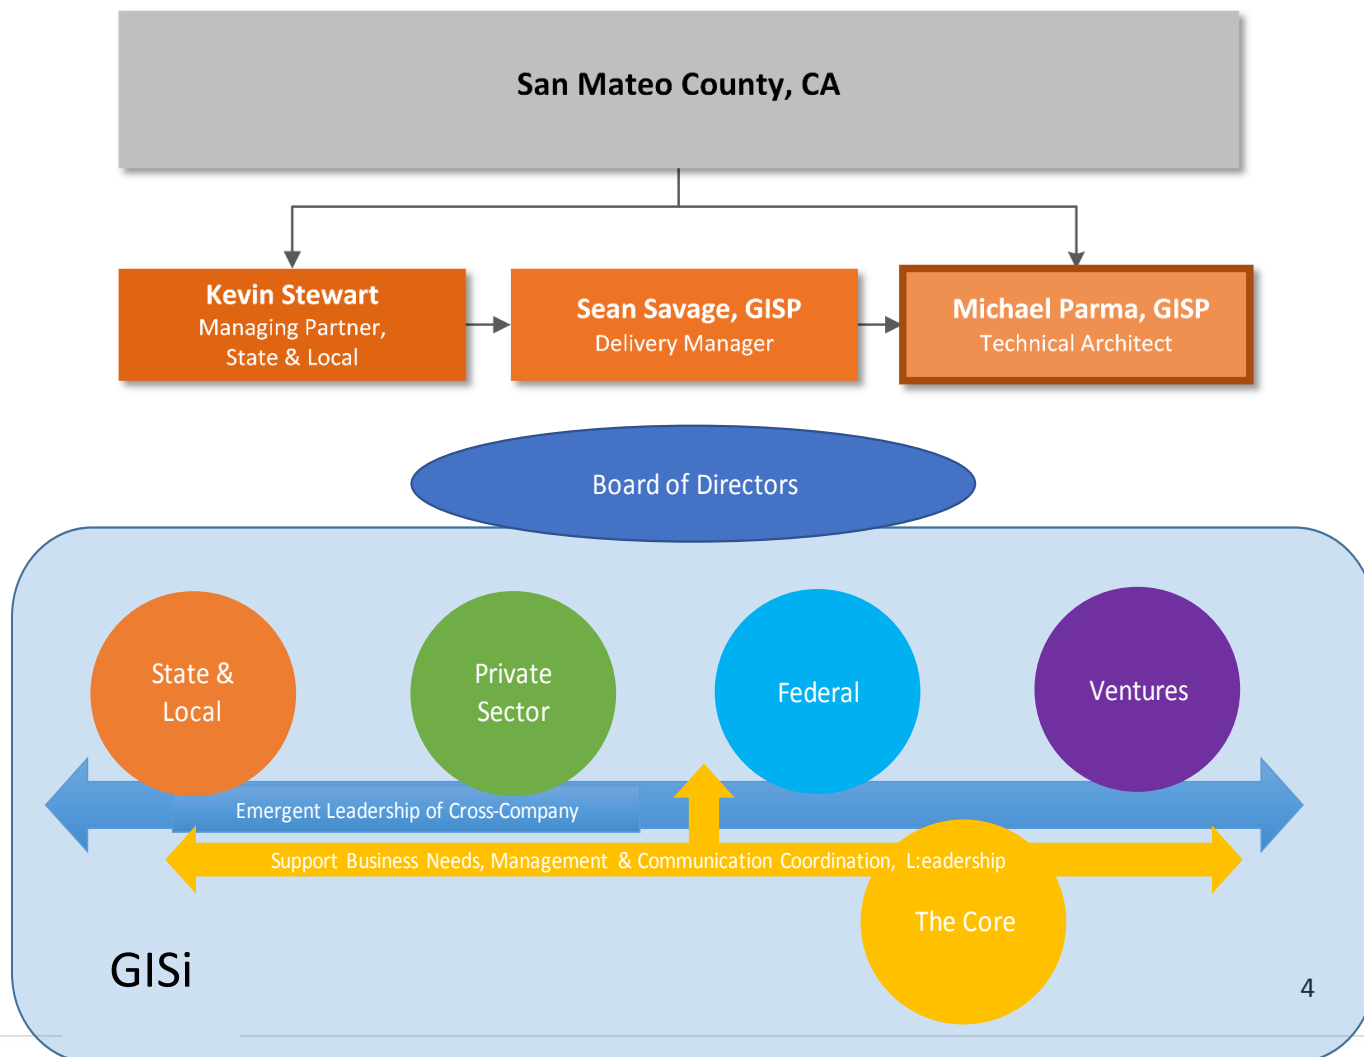 San Mateo County, CA
Kevin Stewart
Managing Partner,
State & Local
Sean Savage, GISP
Delivery Manager
Michael Parma, GISP
Technical Architect
Board of Directors
State &
Local
Private
Sector
Federal
Ventures
Emergent Leadership of Cross-Company
Support Business Needs, Management & Communication Coordination, L:eadership
The Core
GISi
4